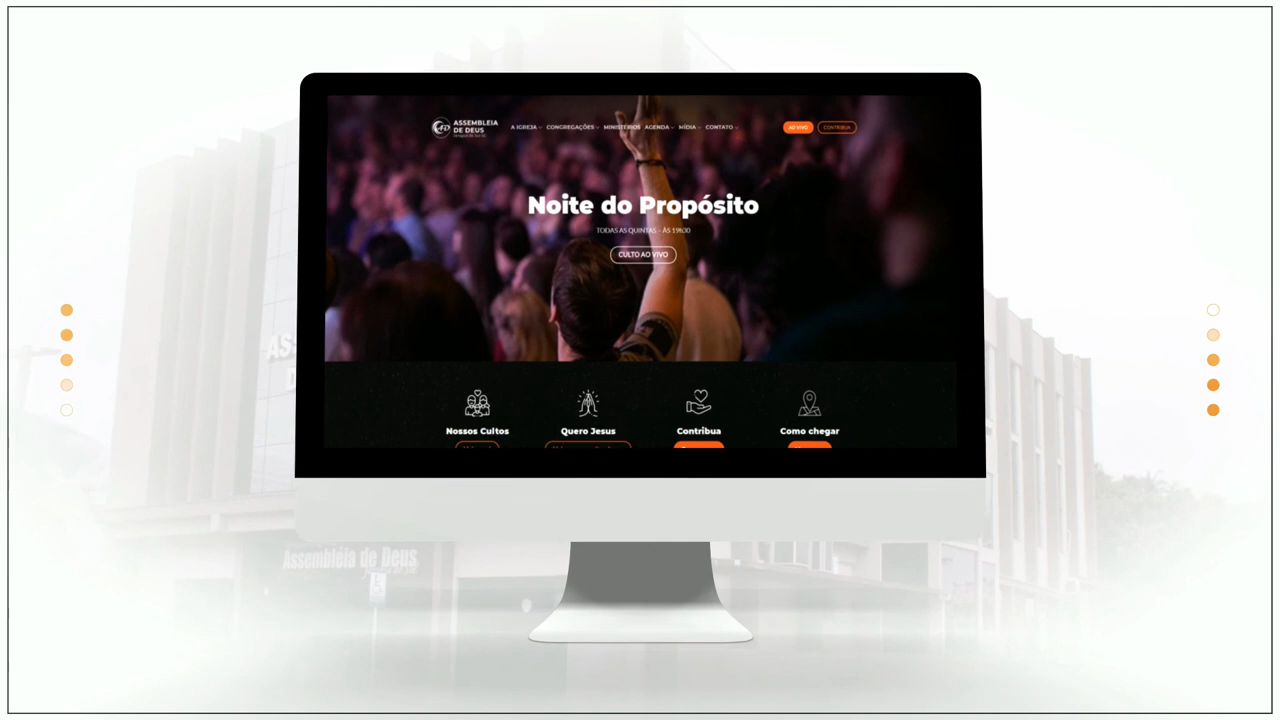 ASSEMBLEIA
DE DEUS
A IGREJA
CONGREGAÇÕES
MINISTÉRIOS
AGENDA
MÍDIA
CONTATO
AO VIVO
CONTRIBUA
Noite do Propósito
TODAS AS QUINTAS - ÀS 19h30
CULTO AO VIVO
Nossos Cultos
Quero Jesus
Contribua
Como chegar
AS
D
Assembléia de Deus